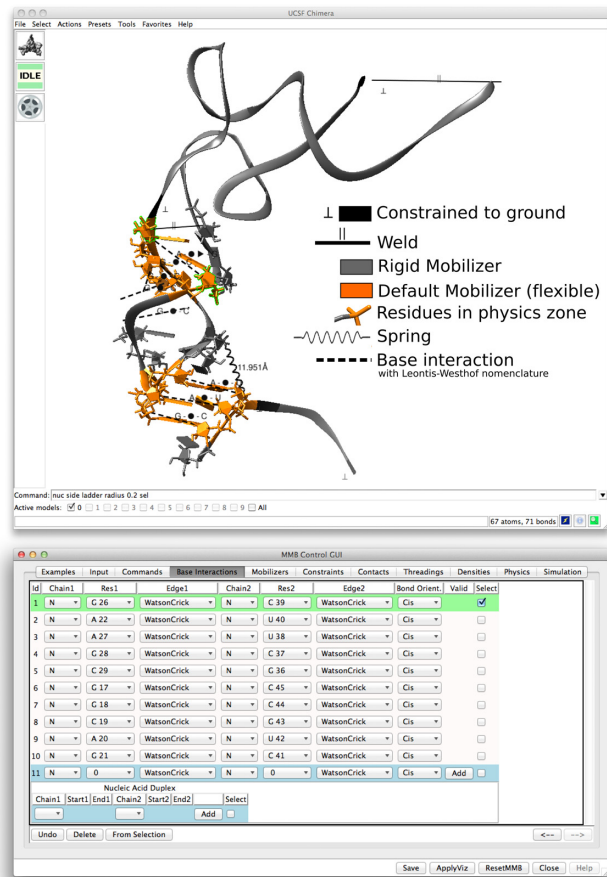 UCSF Chimera
File Select Actions Presets Tools Favorites Help
IDLE
||
⊥
⊥
||
⊥ Constrained to ground
|| Weld
Rigid Mobilizer
Default Mobilizer (flexible)
Residues in physics zone
Spring
Base interaction
with Leontis-Westhof nomenclature
G C
11.951Å
A
A U
G C
⊥
Command: nuc side ladder radius 0.2 sel
Active models: 0 1 2 3 4 5 6 7 8 9 All
67 atoms, 71 bonds
MMB Control GUI
Examples Input Commands Base Interactions Mobilizers Constraints Contacts Threadings Densities Physics Simulation
Id Chain1 Res1 Edge1 Chain2 Res2 Edge2 Bond Orient. Valid Select
1 N G 26 WatsonCrick N C 39 WatsonCrick Cis
2 N A 22 WatsonCrick N U 40 WatsonCrick Cis
3 N A 27 WatsonCrick N U 38 WatsonCrick Cis
4 N G 28 WatsonCrick N C 37 WatsonCrick Cis
5 N C 29 WatsonCrick N G 36 WatsonCrick Cis
6 N G 17 WatsonCrick N C 45 WatsonCrick Cis
7 N G 18 WatsonCrick N C 44 WatsonCrick Cis
8 N C 19 WatsonCrick N G 43 WatsonCrick Cis
9 N A 20 WatsonCrick N U 42 WatsonCrick Cis
10 N G 21 WatsonCrick N C 41 WatsonCrick Cis
11 N 0 WatsonCrick N 0 WatsonCrick Cis Add
Nucleic Acid Duplex
Chain1 Start1 End1 Chain2 Start2 End2 Select
Add
Undo Delete From Selection <-- -->
Save ApplyViz ResetMMB Close Help